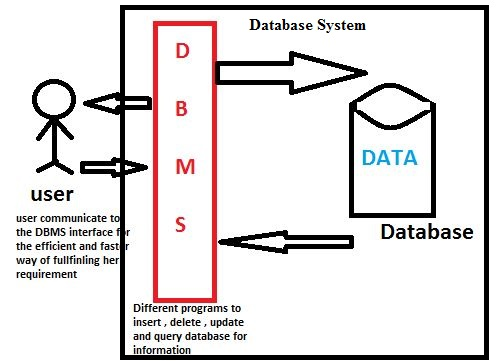 Database System
D
B
M
S
DATA
Database
user
user communicate to
the DBMS interface for
the efficient and faster
way of fullfinling her
requirement
Different programs to
insert , delete , update
and query database for
information